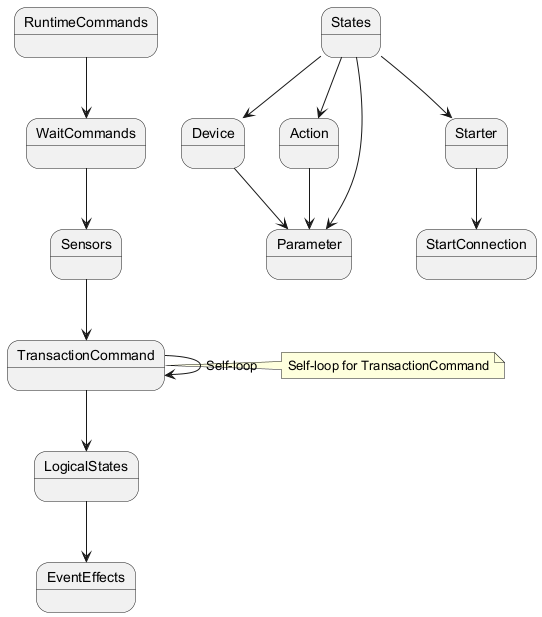 RuntimeCommands
States
WaitCommands
Device
Action
Starter
Sensors
Parameter
StartConnection
TransactionCommand
Self-loop
Self-loop for TransactionCommand
LogicalStates
EventEffects